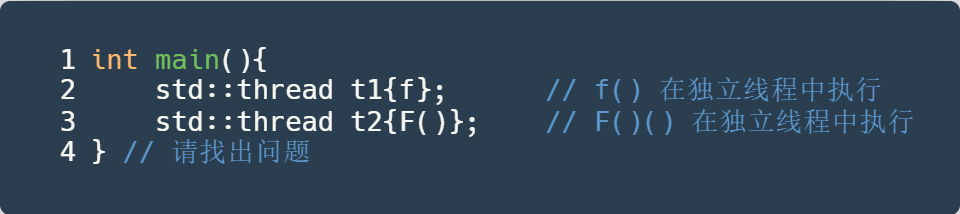 1 int main(){
2     std::thread t1{f};      // f() 在独立线程中执行
3     std::thread t2{F()};    // F()() 在独立线程中执行
4 } // 请找出问题